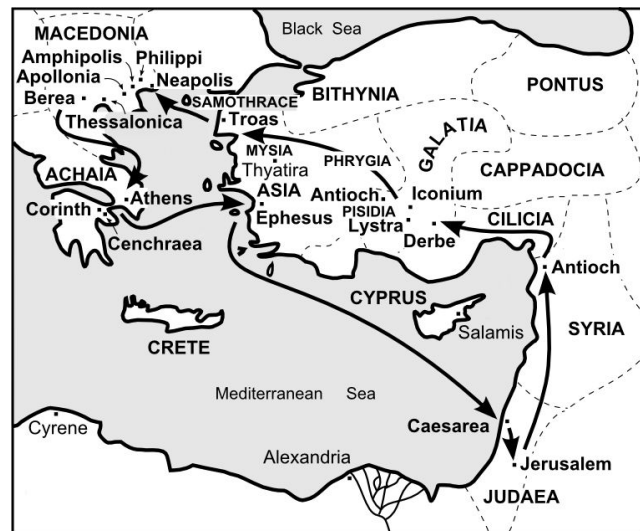 Black Sea
MACEDONIA
Amphipolis
Philippi
Apollonia
Neapolis
Berea
SAMOTHRACE
Thessalonica
Troas
BITHYNIA
PONTUS
MYSIA
Thyatira
PHRYGIA
GALATIA
CAPPADOCIA
ACHAIA
Athens
ASIA
Antioch
Iconium
Corinth
Ephesus
PISIDIA
Lystra
CILICIA
Cenchraea
Derbe
Antioch
CYPRUS
Salamis
SYRIA
CRETE
Mediterranean Sea
Caesarea
Cyrene
Alexandria
Jerusalem
JUDAEA